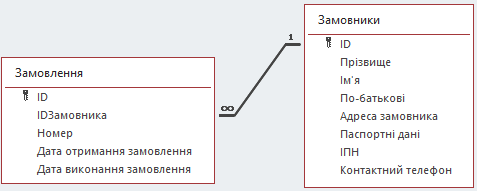 Замовлення
ID
IDЗамовника
Номер
Дата отримання замовлення
Дата виконання замовлення
∞
1
Замовники
ID
Прізвище
Ім'я
По-батькові
Адреса замовника
Паспортні дані
ІПН
Контактний телефон